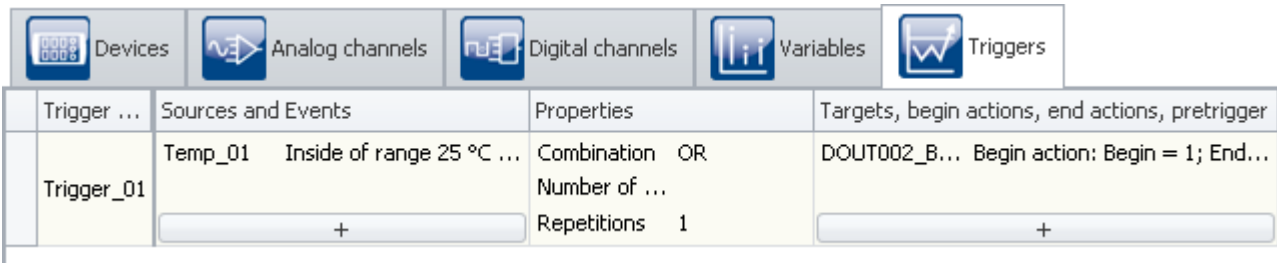 Devices Analog channels Digital channels Variables Triggers
Trigger ... Sources and Events Properties Targets, begin actions, end actions, pretrigger
Temp_01 Inside of range 25 °C ... Combination OR DOUT002_B... Begin action: Begin = 1; End...
Trigger_01 Number of ...
+ Repetitions 1 +